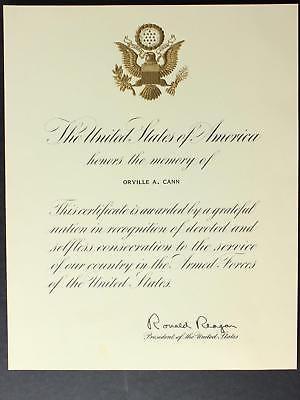 The United States of America
honors the memory of
ORVILLE A. CANN
This certificate is awarded by a grateful
nation in recognition of devoted and
selfless consecration to the service
of our country in the Armed Forces
of the United States.
Ronald Reagan
President of the United States